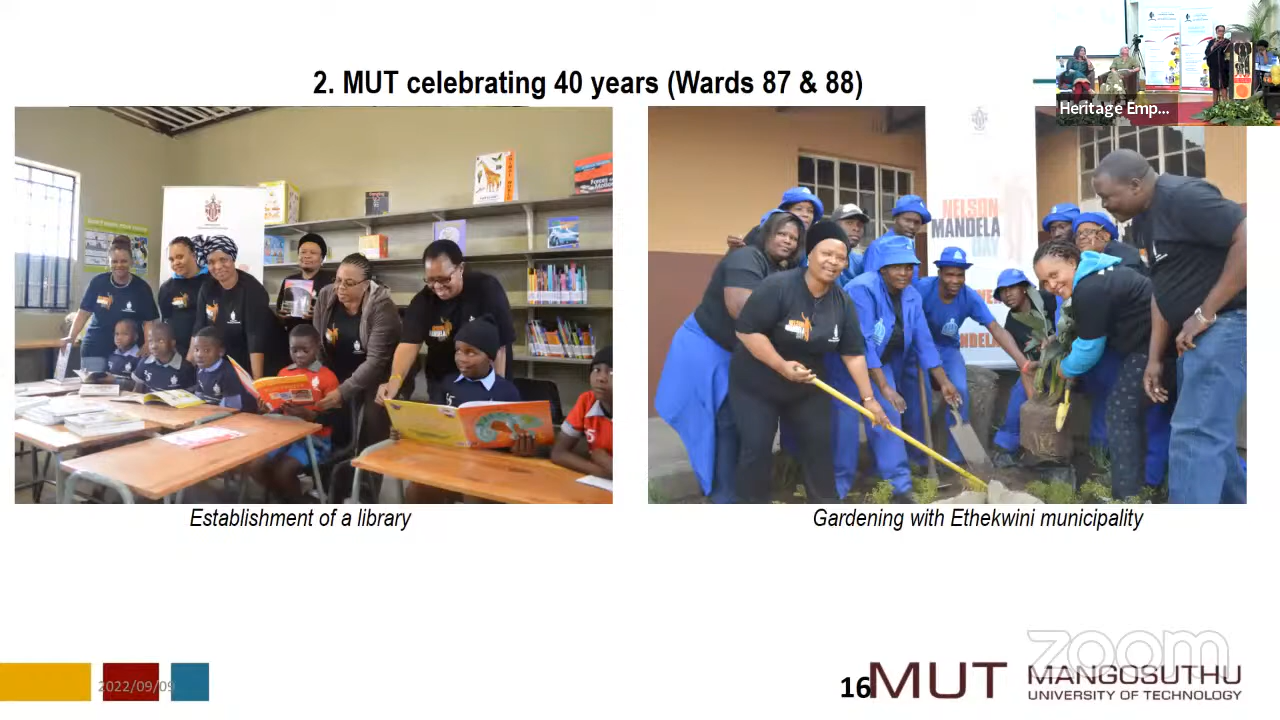 2. MUT celebrating 40 years (Wards 87 & 88)
Heritage Emp...
NELSON
MANDELA
DAY
MANDELA
Establishment of a library
Gardening with Ethekwini municipality
zoom
2022/09/09
16
MUT
MANGOSUTHU
UNIVERSITY OF TECHNOLOGY